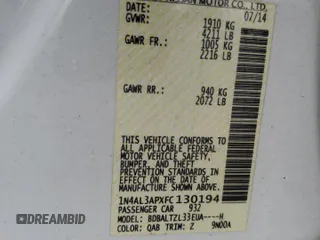 NISSAN MOTOR CO., LTD.
DATE: 07/14
GVWR: 1910 KG
4211 LB
GAWR FR: 1005 KG
2216 LB
GAWR RR: 940 KG
2072 LB
THIS VEHICLE CONFORMS TO
ALL APPLICABLE FEDERAL
MOTOR VEHICLE SAFETY
BUMPER, AND THEFT
PREVENTION STANDARDS IN
EFFECT ON THE DATE OF
MANUFACTURE SHOWN ABOVE.
1N4AL3APXFC130194
PASSENGER CAR 932
MODEL: BDBALTZL33EUA----H
COLOR: QAB TRIM: Z 9N00A
© DREAMBID
AUTOBIDCAR